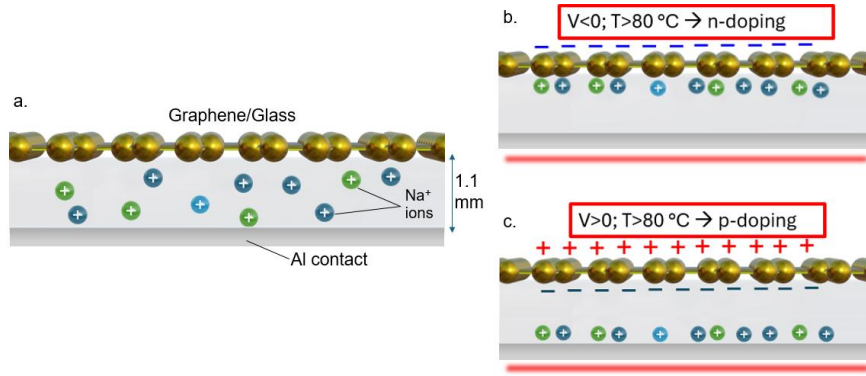 a.
Graphene/Glass
Na⁺
ions
1.1
mm
Al contact
b.
V<0; T>80 °C → n-doping
c.
V>0; T>80 °C → p-doping